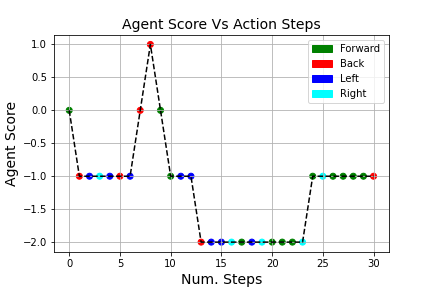 Agent Score Vs Action Steps
Agent Score
1.0
0.5
0.0
−0.5
−1.0
−1.5
−2.0
Forward
Back
Left
Right
0 5 10 15 20 25 30
Num. Steps